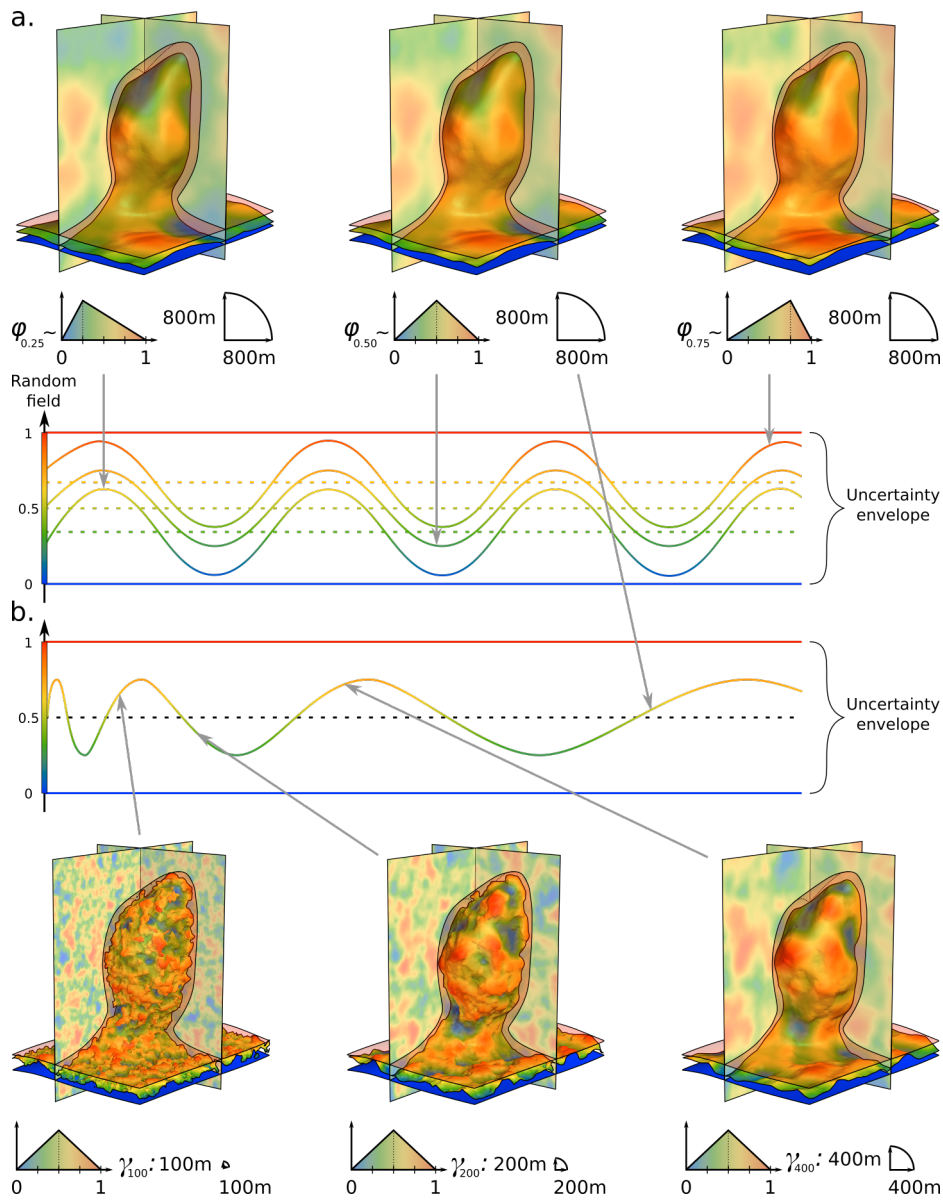 a.
φ0.25~
0 1
800m
800m
φ0.50~
0 1
800m
800m
φ0.75~
0 1
800m
800m
Random
field
1
0.5
0
Uncertainty
envelope
b.
1
0.5
0
Uncertainty
envelope
0 1
γ100: 100m
100m
0 1
γ200: 200m
200m
0 1
γ400: 400m
400m